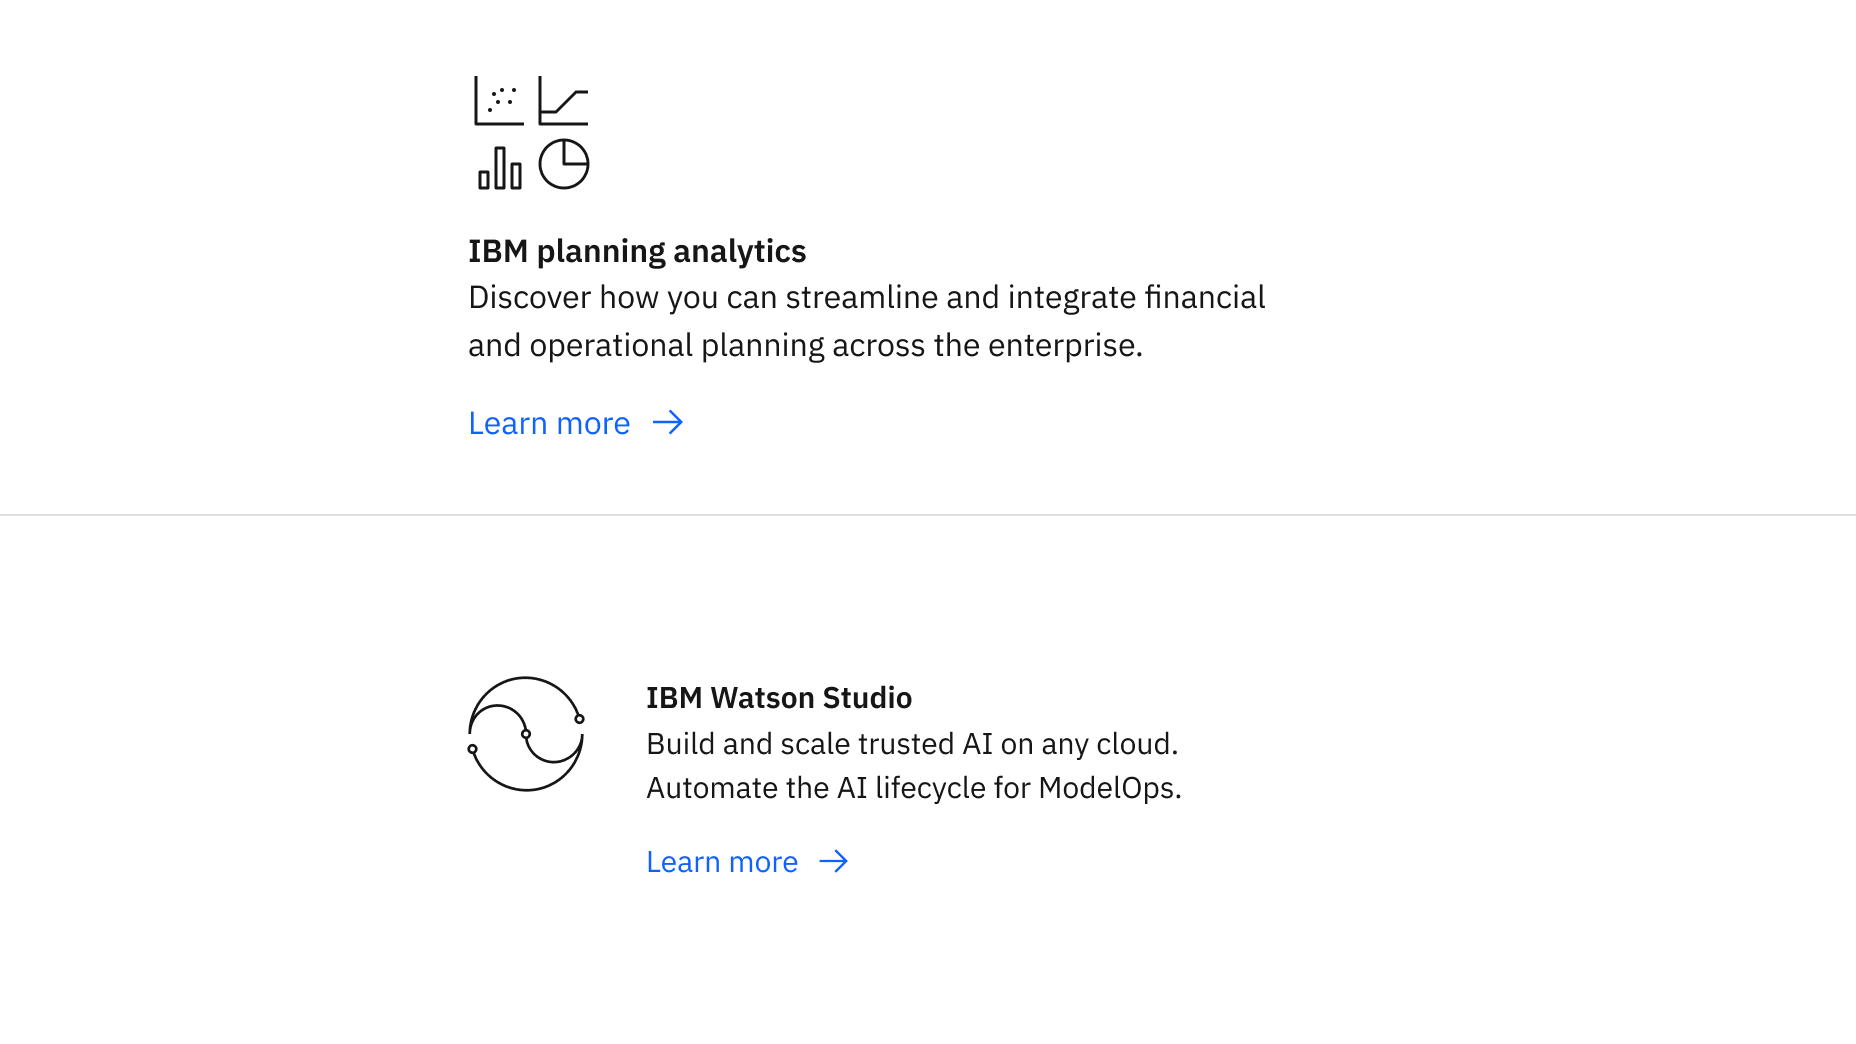 IBM planning analytics
Discover how you can streamline and integrate financial
and operational planning across the enterprise.
Learn more
IBM Watson Studio
Build and scale trusted AI on any cloud.
Automate the AI lifecycle for ModelOps.
Learn more